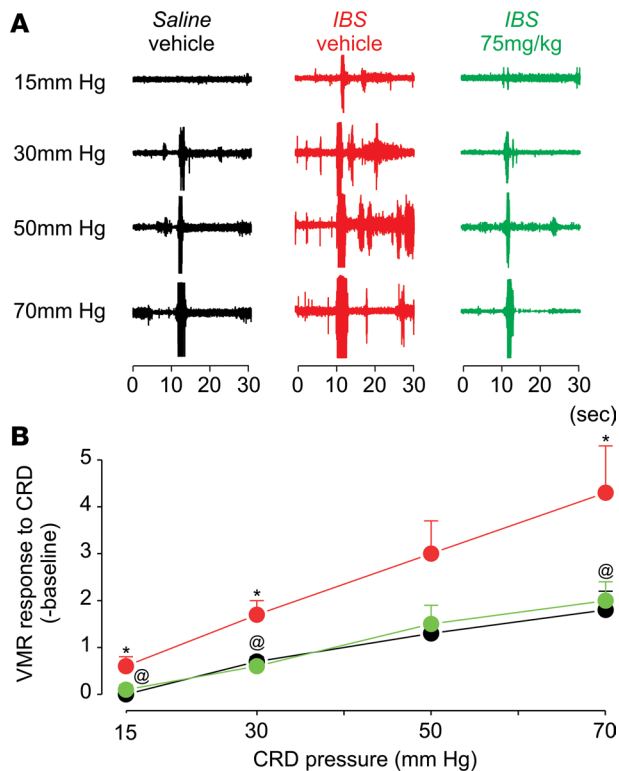 A
Saline
vehicle
IBS
vehicle
IBS
75mg/kg
15mm Hg
30mm Hg
50mm Hg
70mm Hg
0 10 20 30
0 10 20 30
0 10 20 30
(sec)
B
VMR response to CRD
(-baseline)
5
4
3
2
1
0
*
*
*
@
@
@
15 30 50 70
CRD pressure (mm Hg)